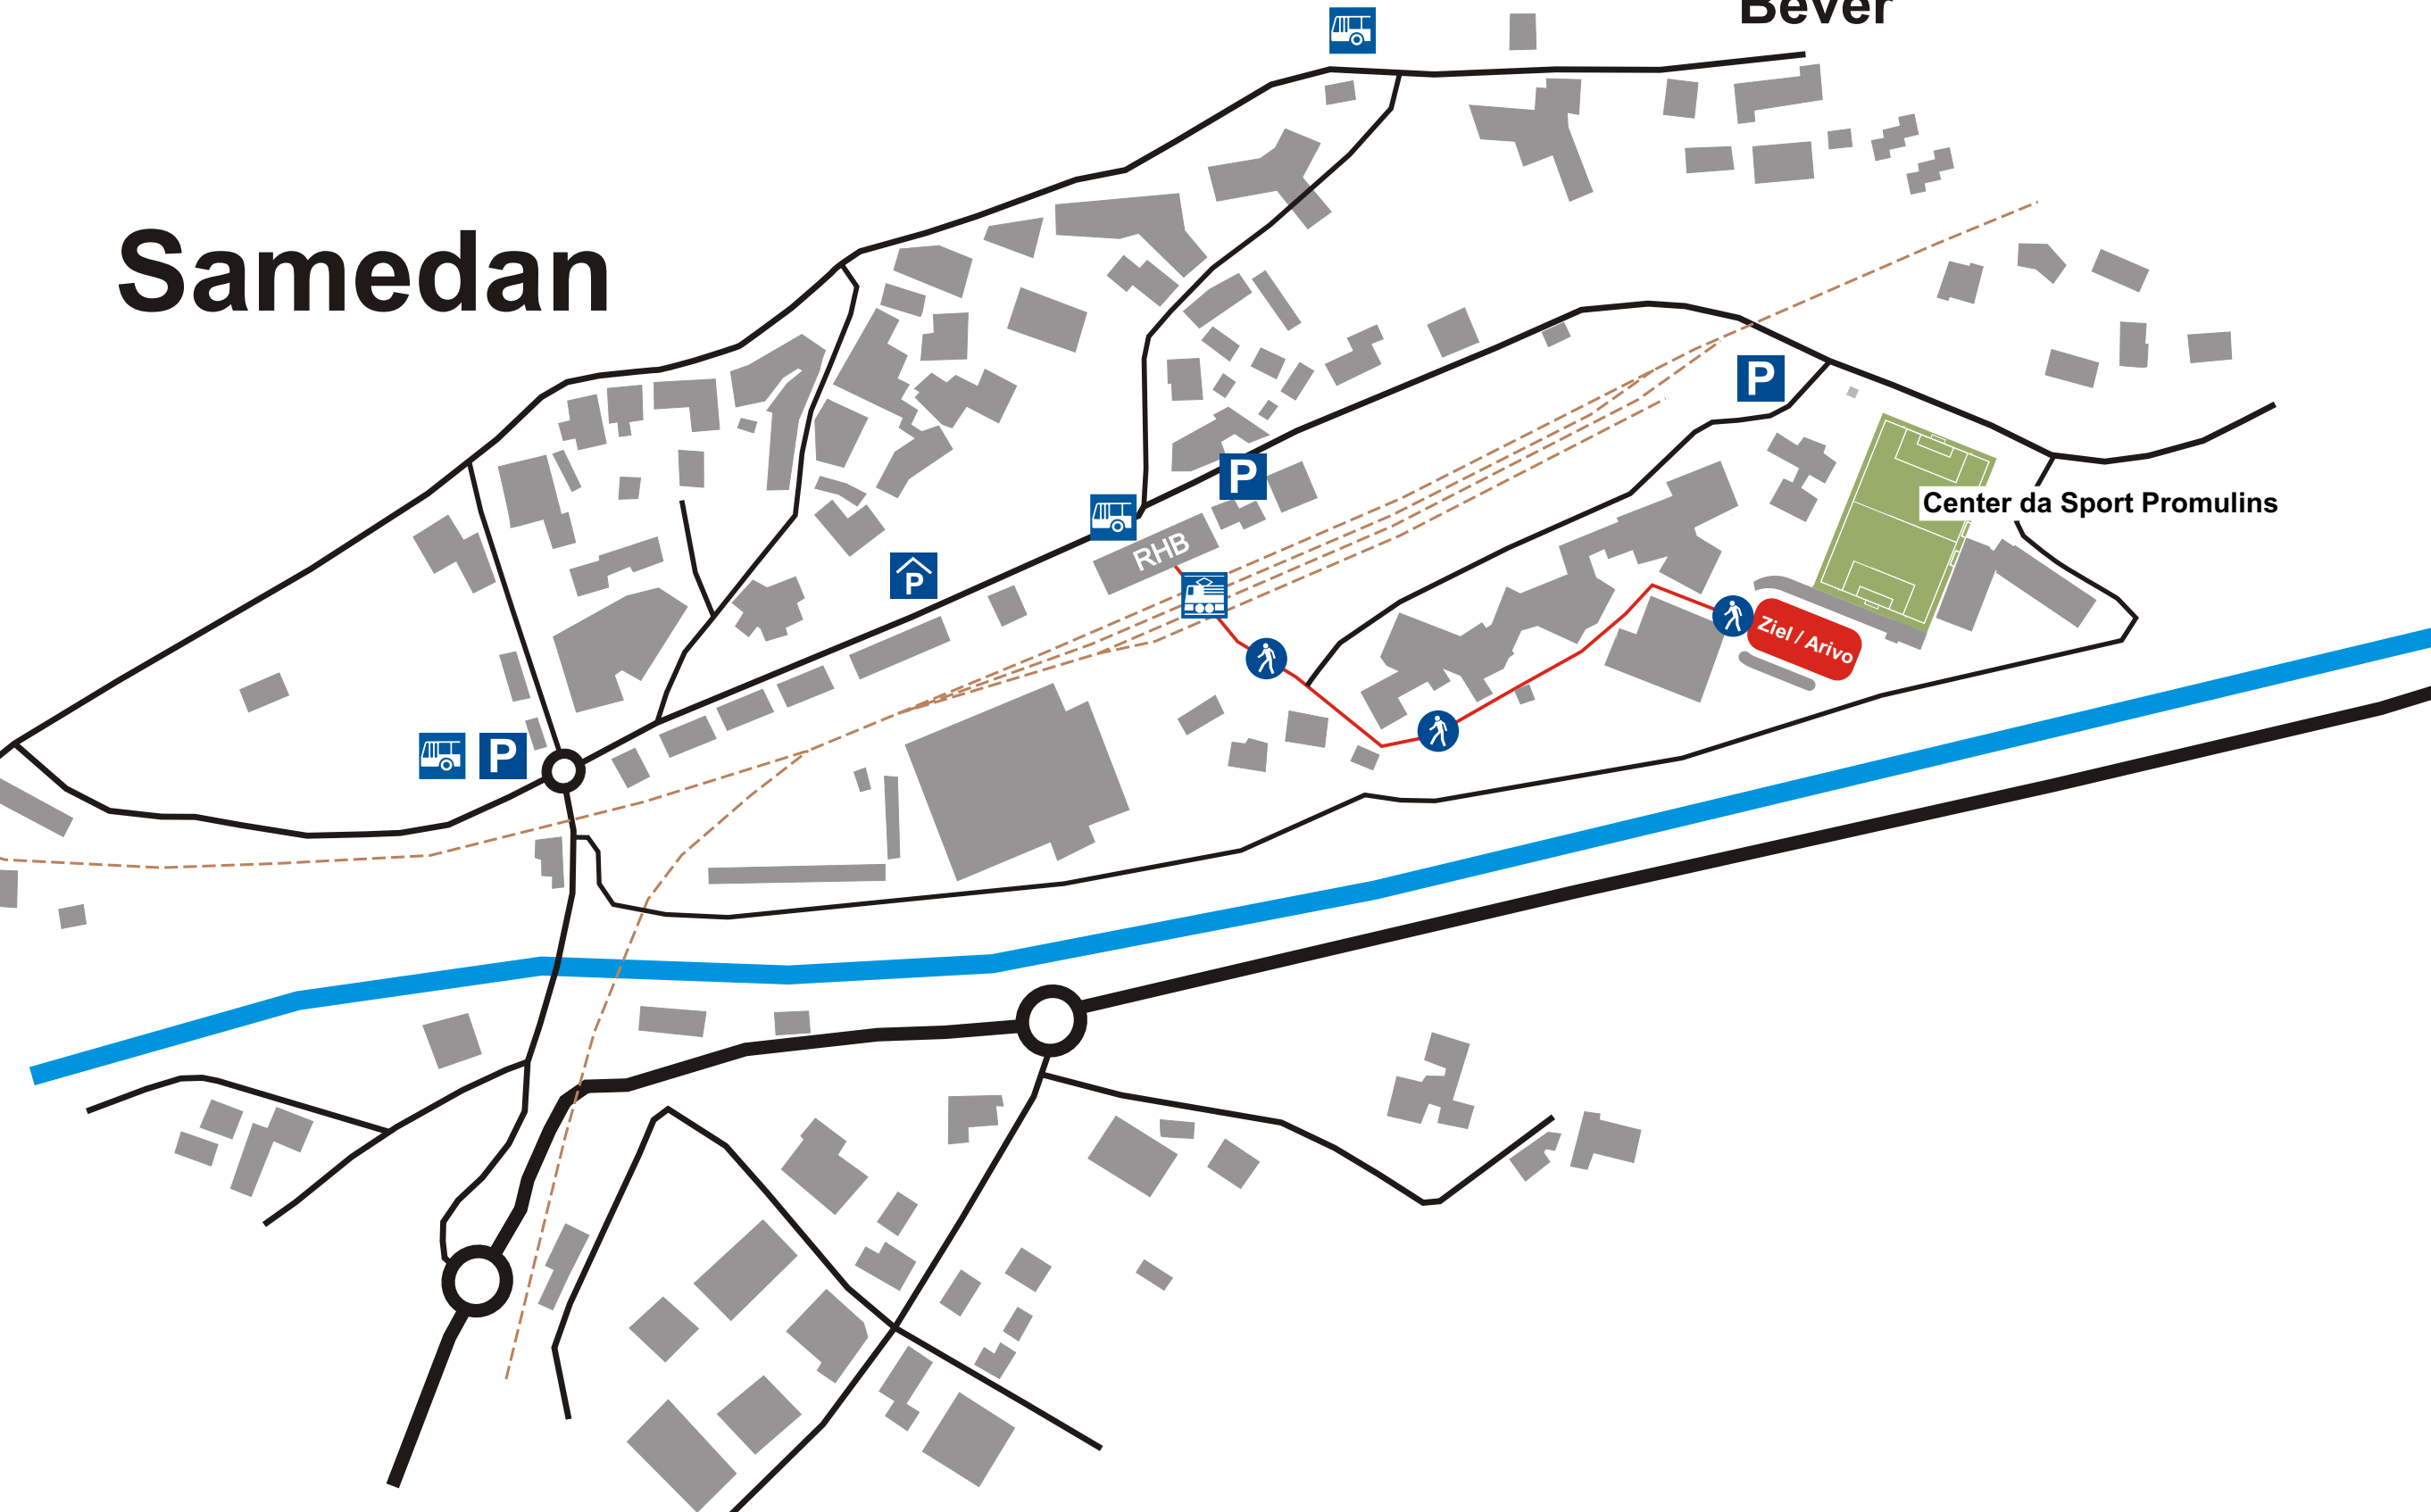 Bever
Samedan
P
Center da Sport Promulins
P
RHB
P
Ziel / Arivo
P